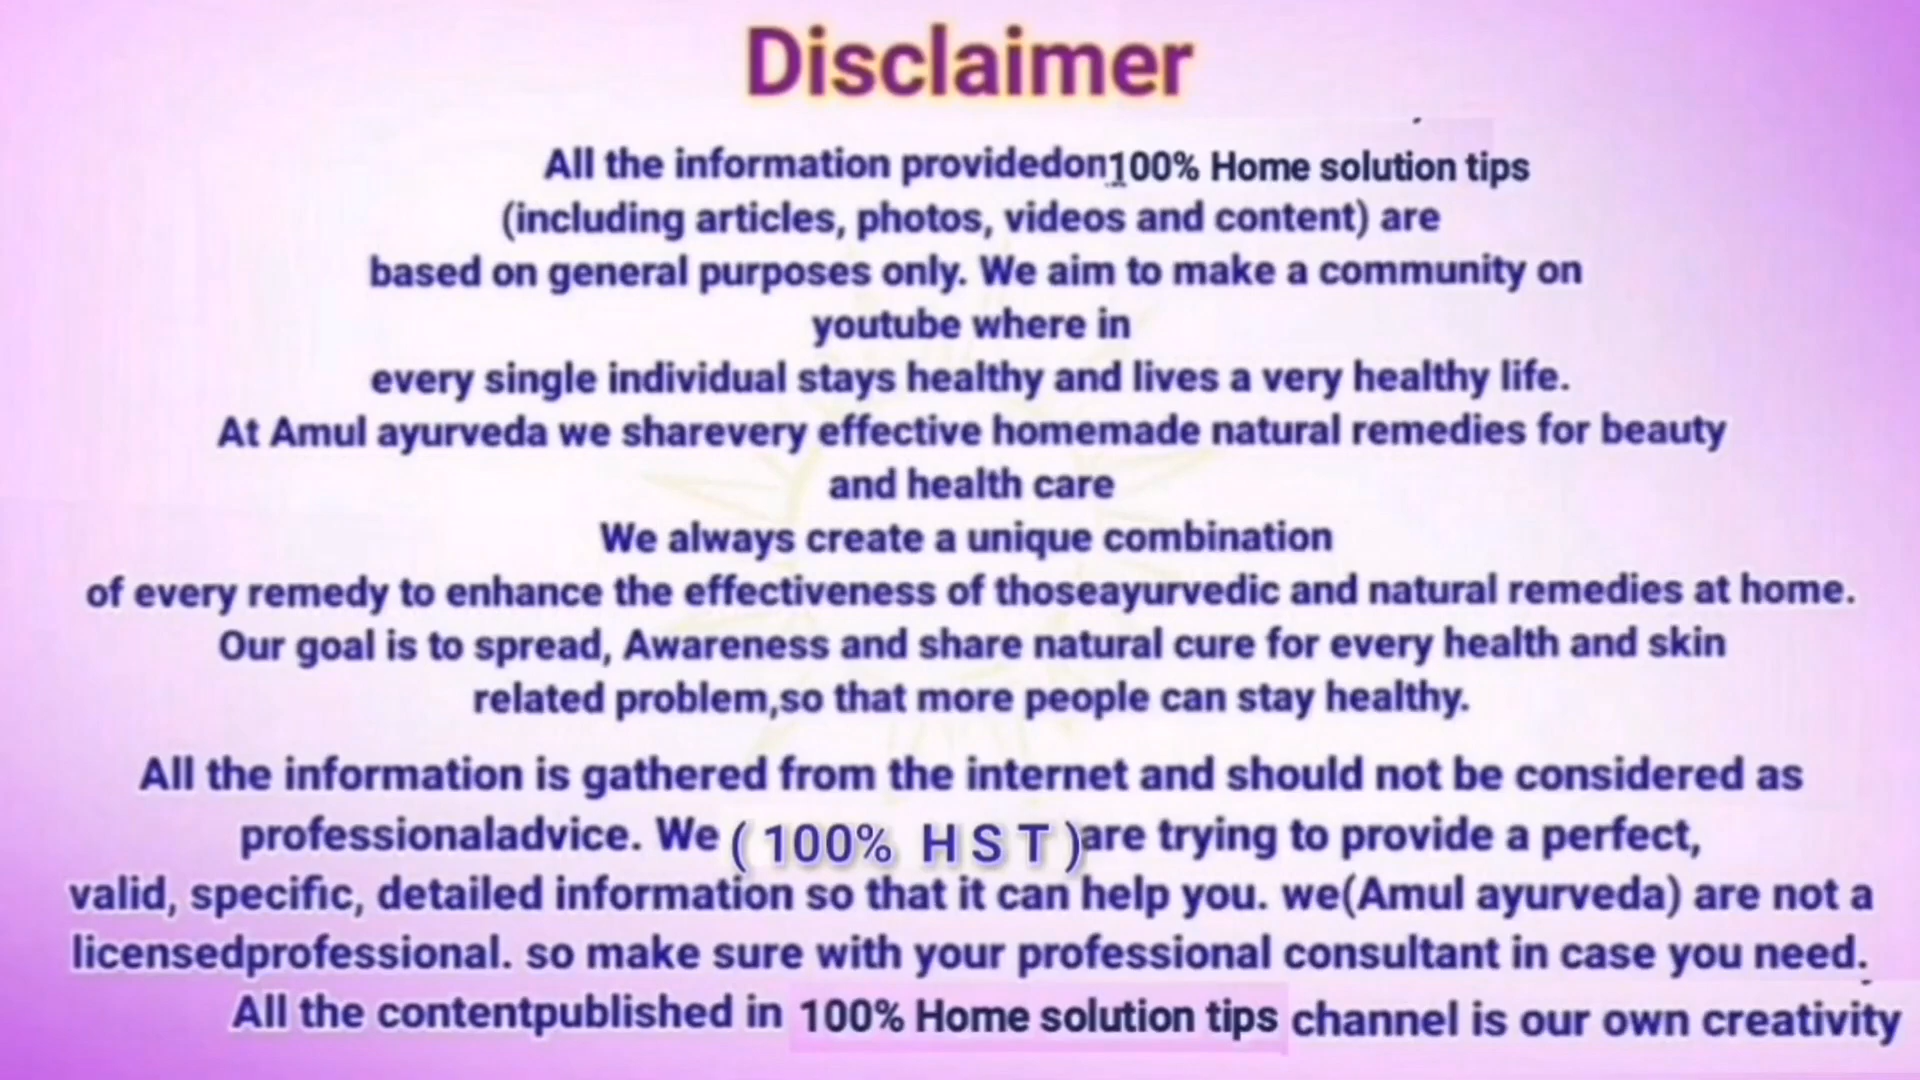 Disclaimer
All the information providedon 100% Home solution tips
(including articles, photos, videos and content) are
based on general purposes only. We aim to make a community on
youtube where in
every single individual stays healthy and lives a very healthy life.
At Amul ayurveda we sharevery effective homemade natural remedies for beauty
and health care
We always create a unique combination
of every remedy to enhance the effectiveness of thoseayurvedic and natural remedies at home.
Our goal is to spread, Awareness and share natural cure for every health and skin
related problem,so that more people can stay healthy.
All the information is gathered from the internet and should not be considered as
professionaladvice. We ( 100% H S T )are trying to provide a perfect,
valid, specific, detailed information so that it can help you. we(Amul ayurveda) are not a
licensedprofessional. so make sure with your professional consultant in case you need.
All the contentpublished in 100% Home solution tips channel is our own creativity